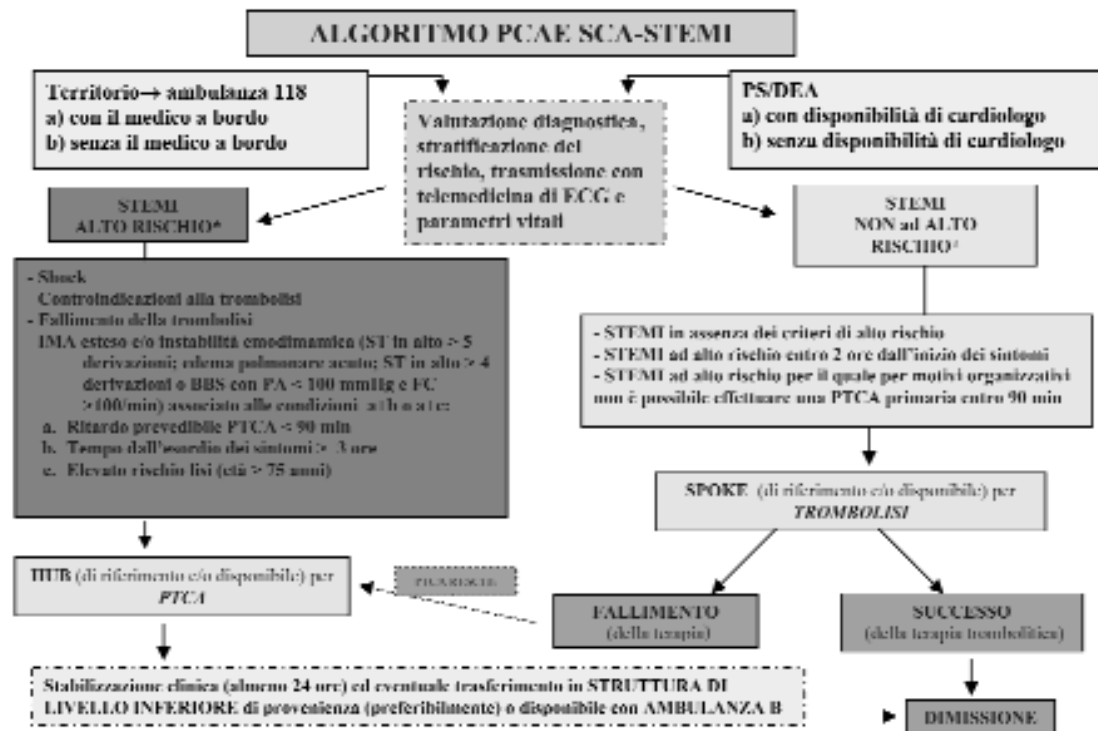 ALGORITMO PCAE SCA-STEMI
Territorio→ ambulanza 118
a) con il medico a bordo
b) senza il medico a bordo
Valutazione diagnostica,
stratificazione del
rischio, trasmissione con
telemedicina di ECG e
parametri vitali
PS/DEA
a) con disponibilità di cardiologo
b) senza disponibilità di cardiologo
STEMI
ALTO RISCHIO*
STEMI
NON ad ALTO
RISCHIO
- Shock
Controindicazioni alla trombolisi
- Fallimento della trombolisi
IMA esteso e/o instabilità emodimamica (ST in alto > 5
derivazioni; edema polmonare acuto; ST in alto > 4
derivazioni o BBS con PA < 100 mmHg e FC
>100/min) associato alle condizioni a+b o a+c:
a. Ritardo prevedibile PTCA < 90 min
b. Tempo dall'esordio dei sintomi > 3 ore
c. Elevato rischio lisi (età > 75 anni)
- STEMI in assenza dei criteri di alto rischio
- STEMI ad alto rischio entro 2 ore dall'inizio dei sintomi
- STEMI ad alto rischio per il quale per motivi organizzativi
non è possibile effettuare una PTCA primaria entro 90 min
SPOKE (di riferimento e/o disponibile) per
TROMBOLISI
HUB (di riferimento e/o disponibile) per
PTCA
FALLIMENTO
(della terapia)
SUCCESSO
(della terapia trombolitica)
Stabilizzazione clinica (almeno 24 ore) ed eventuale trasferimento in STRUTTURA DI
LIVELLO INFERIORE di provenienza (preferibilmente) o disponibile con AMBULANZA B
DIMISSIONE